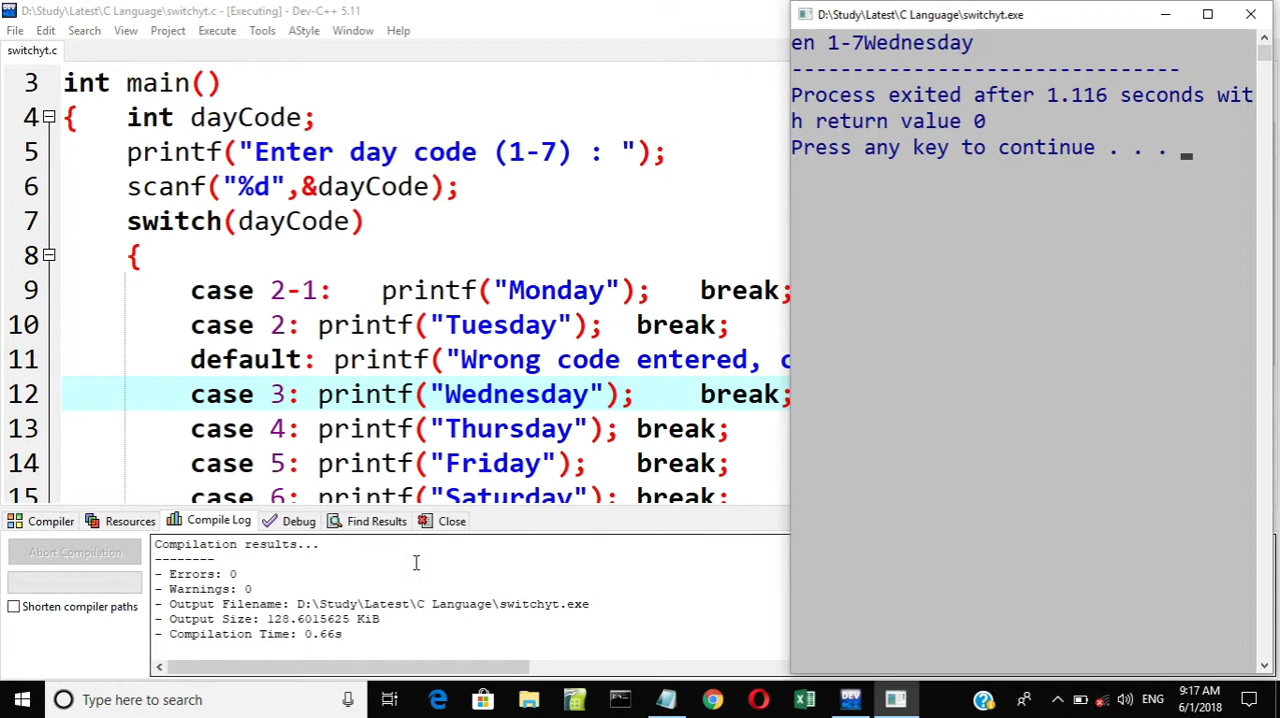 D:\Study\Latest\C Language\switchyt.c - [Executing] - Dev-C++ 5.11
File Edit Search View Project Execute Tools AStyle Window Help
switchyt.c
3 int main()
4 { int dayCode;
5 printf("Enter day code (1-7) : ");
6 scanf("%d",&dayCode);
7 switch(dayCode)
8 {
9 case 2-1: printf("Monday"); break;
10 case 2: printf("Tuesday"); break;
11 default: printf("Wrong code entered, c
12 case 3: printf("Wednesday"); break;
13 case 4: printf("Thursday"); break;
14 case 5: printf("Friday"); break;
15 case 6: printf("Saturday"); break;
D:\Study\Latest\C Language\switchyt.exe
en 1-7Wednesday
--------------------------------
Process exited after 1.116 seconds wit
h return value 0
Press any key to continue . . .
Compiler Resources Compile Log Debug Find Results Close
Abort Compilation
Shorten compiler paths
Compilation results...
--------
- Errors: 0
- Warnings: 0
- Output Filename: D:\Study\Latest\C Language\switchyt.exe
- Output Size: 128.6015625 KiB
- Compilation Time: 0.66s
Type here to search
DEV
ENG
9:17 AM
6/1/2018